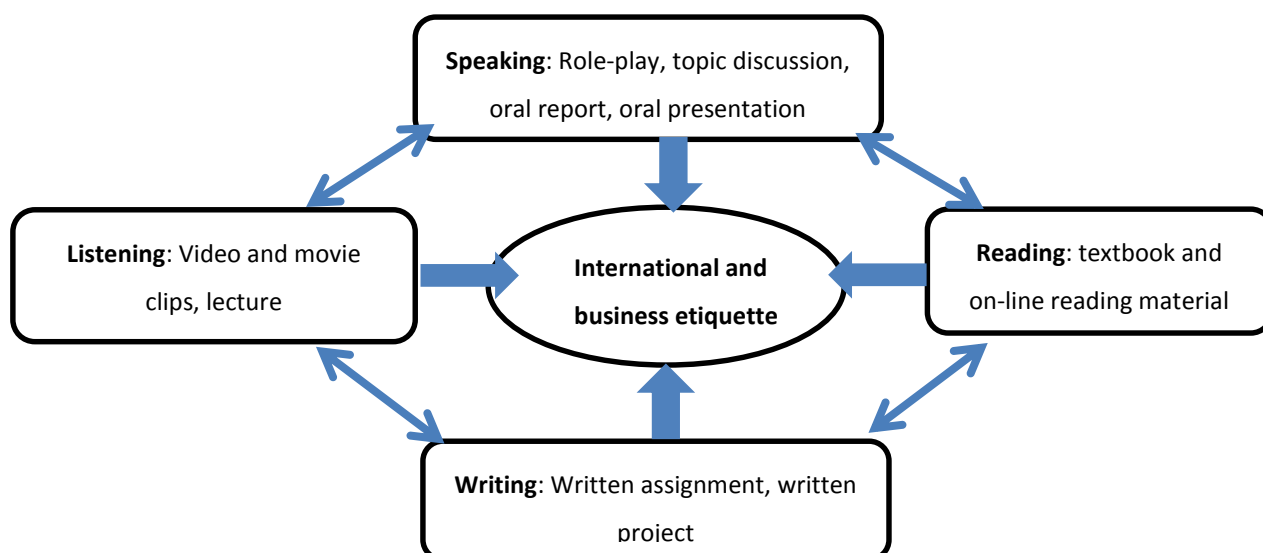 Speaking: Role-play, topic discussion,
oral report, oral presentation
Listening: Video and movie
clips, lecture
International and
business etiquette
Reading: textbook and
on-line reading material
Writing: Written assignment, written
project